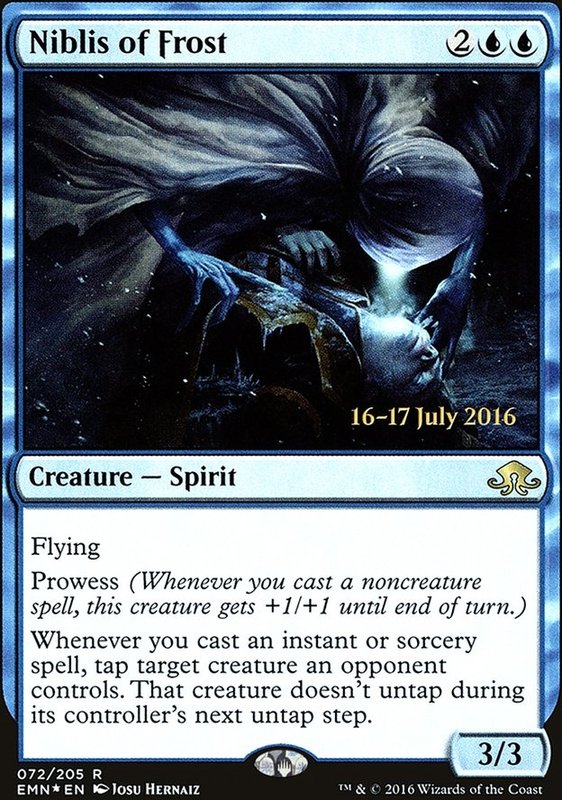 Niblis of Frost 2
16–17 July 2016
Creature — Spirit
Flying
Prowess (Whenever you cast a noncreature
spell, this creature gets +1/+1 until end of turn.)
Whenever you cast an instant or sorcery
spell, tap target creature an opponent
controls. That creature doesn't untap during
its controller's next untap step.
3/3
072/205 R
EMN★EN Josu Hernaiz
™ & © 2016 Wizards of the Coast